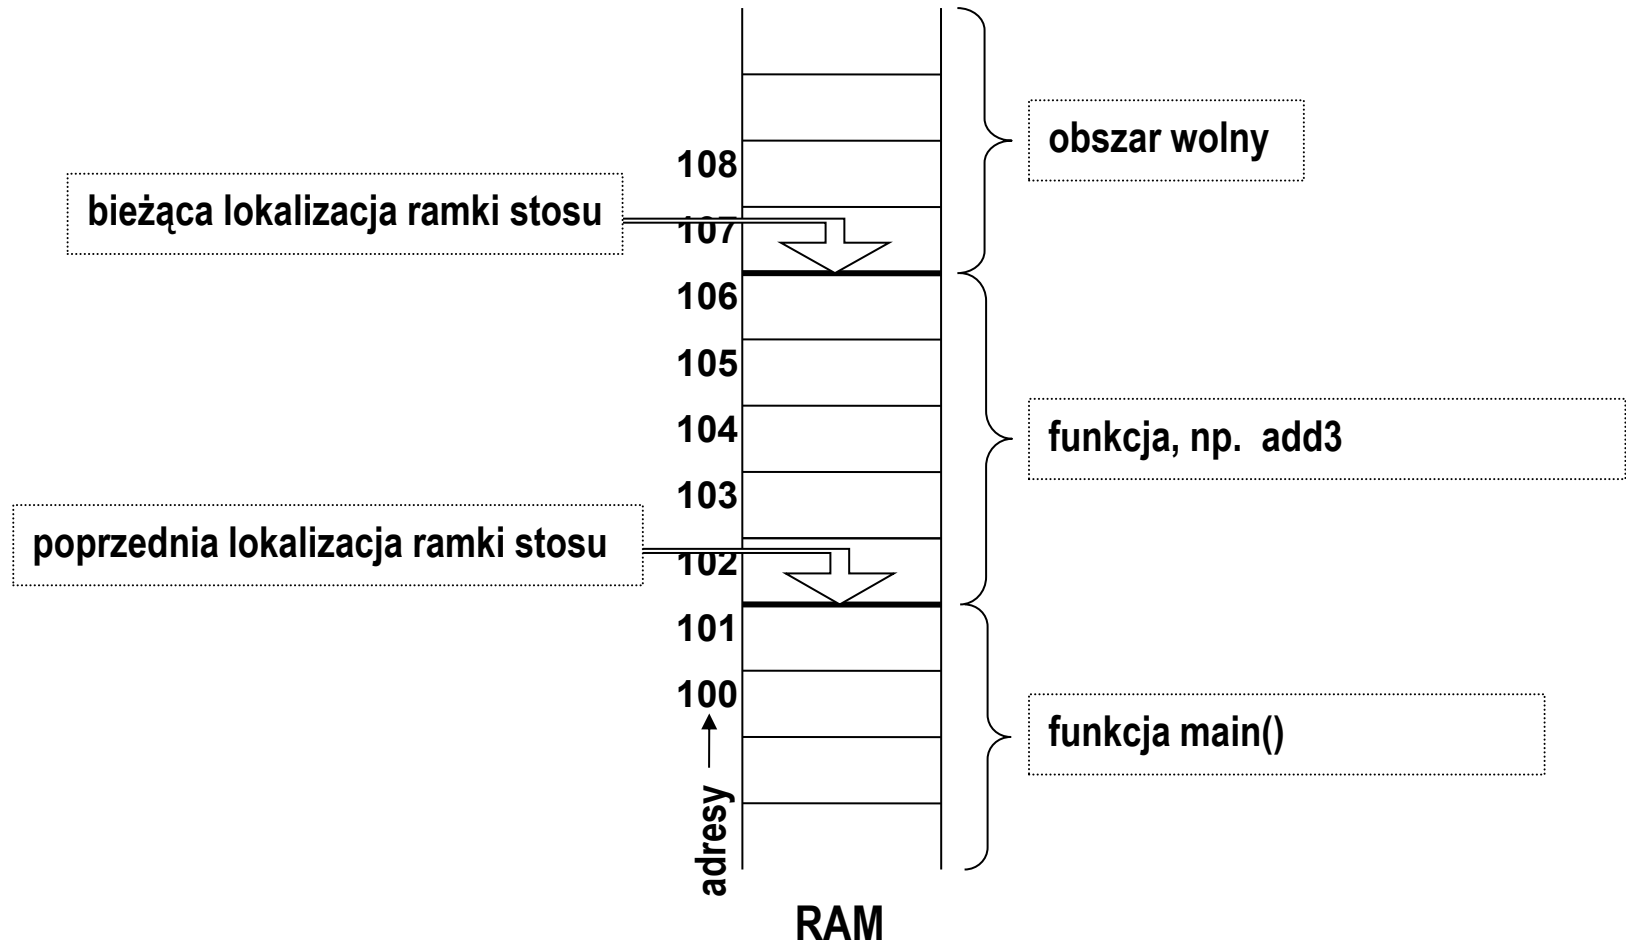 obszar wolny
108
bieżąca lokalizacja ramki stosu
107
106
105
104
funkcja, np. add3
103
poprzednia lokalizacja ramki stosu
102
101
100
funkcja main()
adresy
RAM